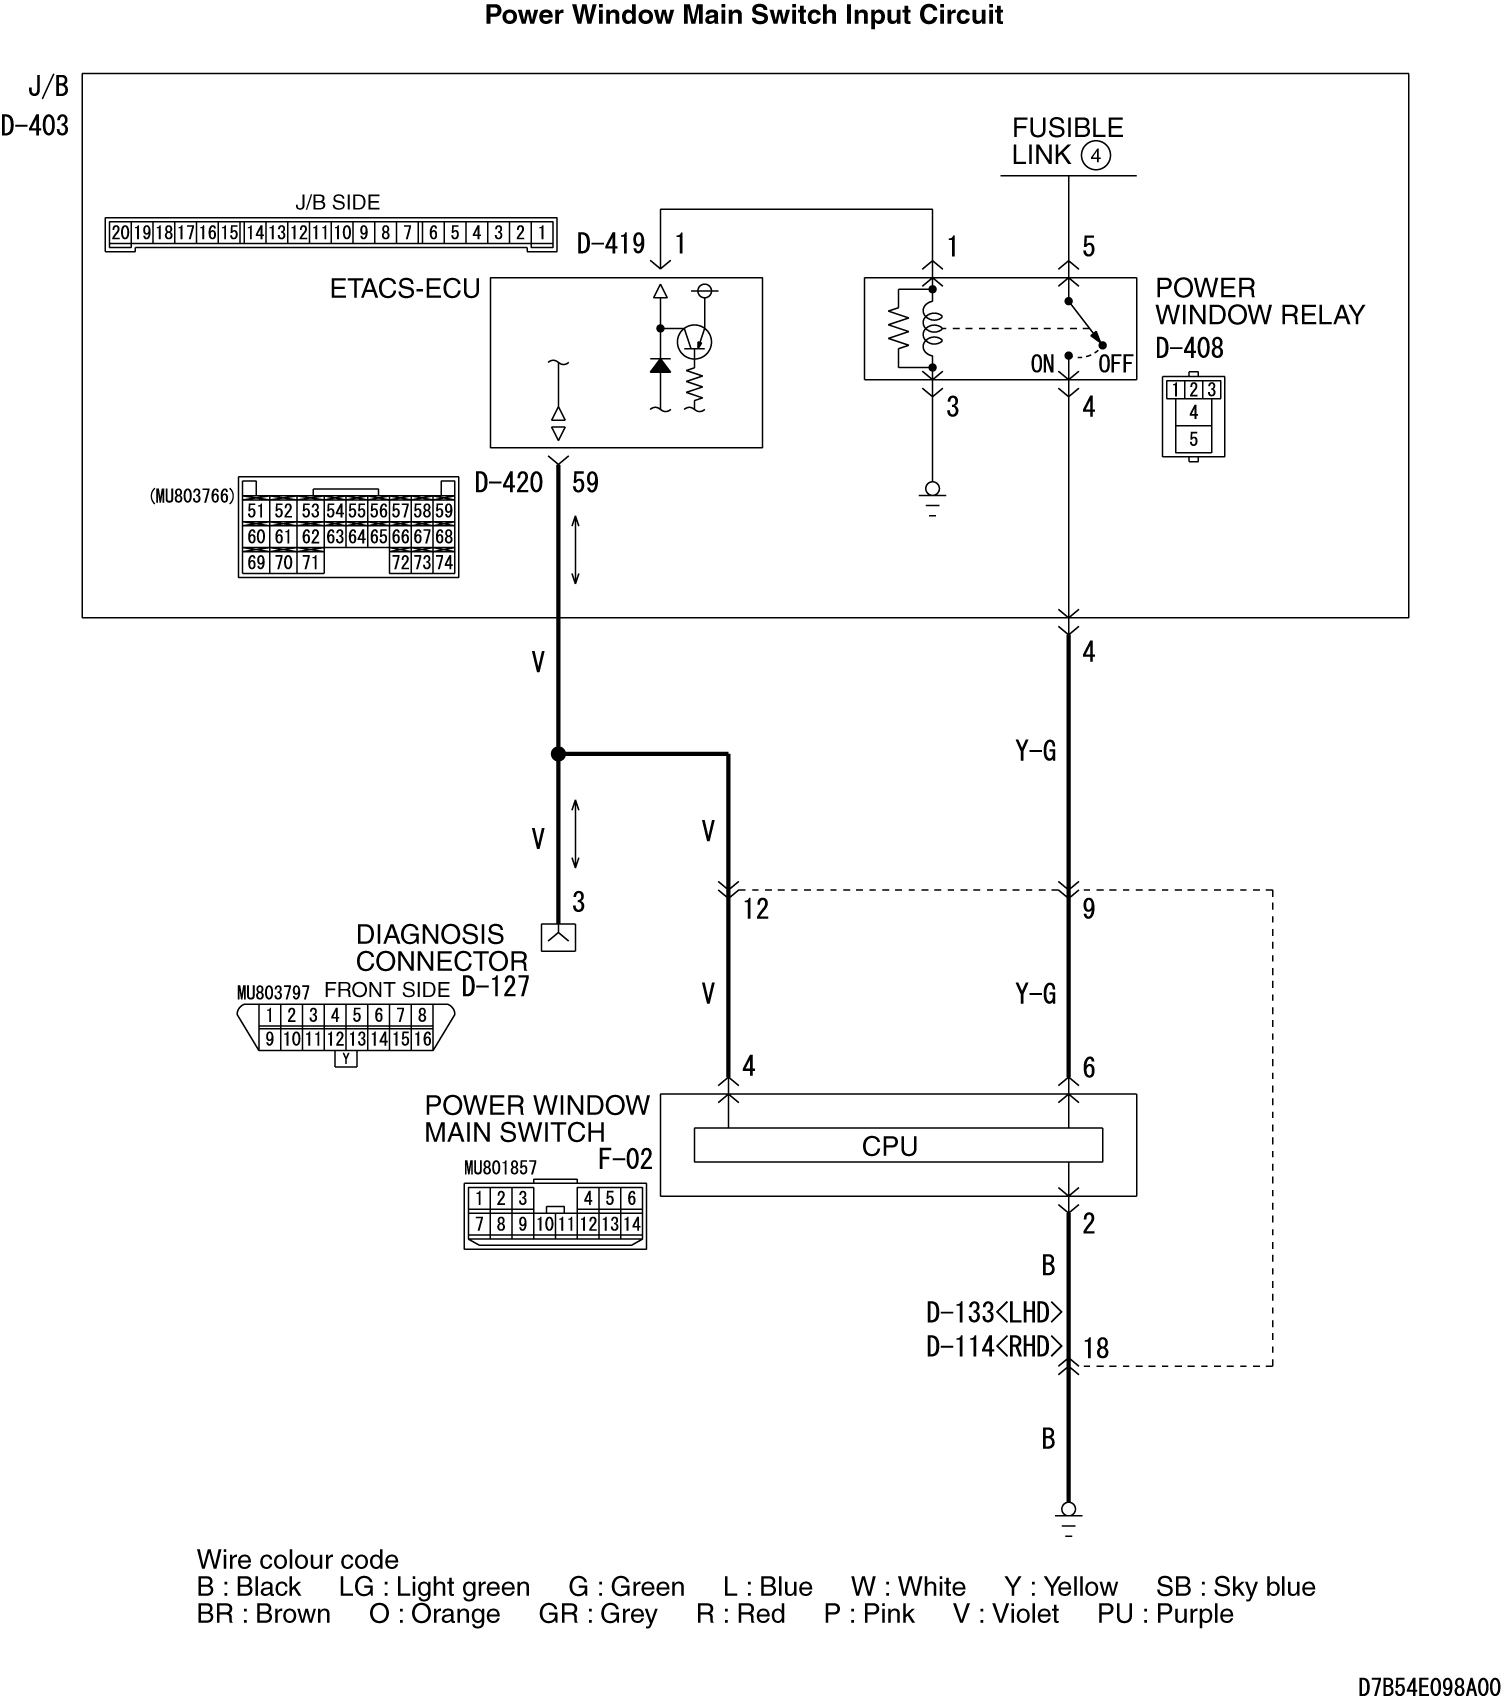 Power Window Main Switch Input Circuit
J/B
D-403
FUSIBLE
LINK 4
J/B SIDE
20 19 18 17 16 15 14 13 12 11 10 9 8 7 6 5 4 3 2 1
D-419 1
1
5
ETACS-ECU
POWER
WINDOW RELAY
D-408
ON OFF
1 2 3
4
5
3
4
D-420 59
(MU803766)
51 52 53 54 55 56 57 58 59
60 61 62 63 64 65 66 67 68
69 70 71 72 73 74
V
4
Y-G
V
V
3
12
9
DIAGNOSIS
CONNECTOR
D-127
MU803797 FRONT SIDE
1 2 3 4 5 6 7 8
9 10 11 12 13 14 15 16
Y
V
Y-G
4
6
POWER WINDOW
MAIN SWITCH
F-02
CPU
MU801857
1 2 3 4 5 6
7 8 9 10 11 12 13 14
2
B
D-133<LHD>
D-114<RHD>
18
B
Wire colour code
B : Black LG : Light green G : Green L : Blue W : White Y : Yellow SB : Sky blue
BR : Brown O : Orange GR : Grey R : Red P : Pink V : Violet PU : Purple
D7B54E098A00